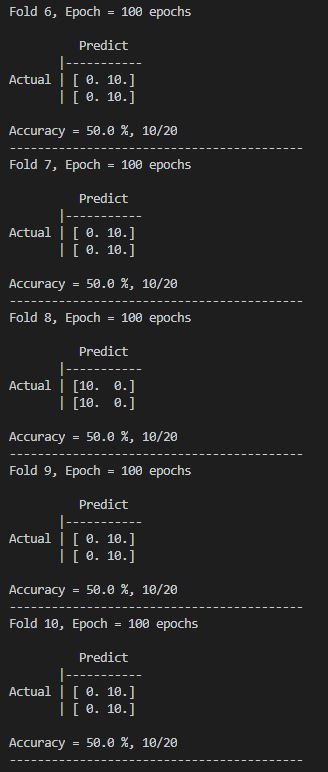 Fold 6, Epoch = 100 epochs
Predict
|-----------
Actual | [ 0. 10.]
| [ 0. 10.]
Accuracy = 50.0 %, 10/20
------------------------------------------
Fold 7, Epoch = 100 epochs
Predict
|-----------
Actual | [ 0. 10.]
| [ 0. 10.]
Accuracy = 50.0 %, 10/20
------------------------------------------
Fold 8, Epoch = 100 epochs
Predict
|-----------
Actual | [10.  0.]
| [10.  0.]
Accuracy = 50.0 %, 10/20
------------------------------------------
Fold 9, Epoch = 100 epochs
Predict
|-----------
Actual | [ 0. 10.]
| [ 0. 10.]
Accuracy = 50.0 %, 10/20
------------------------------------------
Fold 10, Epoch = 100 epochs
Predict
|-----------
Actual | [ 0. 10.]
| [ 0. 10.]
Accuracy = 50.0 %, 10/20
------------------------------------------